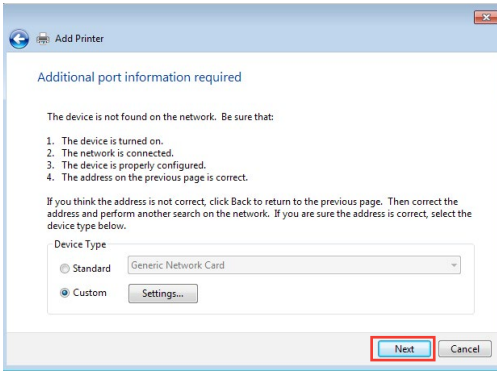 Add Printer
Additional port information required
The device is not found on the network. Be sure that:
1. The device is turned on.
2. The network is connected.
3. The device is properly configured.
4. The address on the previous page is correct.
If you think the address is not correct, click Back to return to the previous page. Then correct the
address and perform another search on the network. If you are sure the address is correct, select the
device type below.
Device Type
Standard Generic Network Card
Custom Settings...
Next Cancel